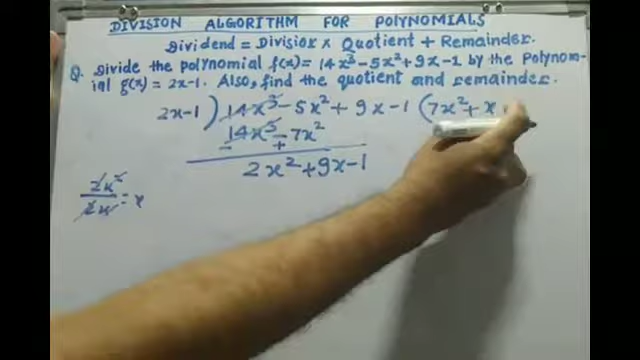 DIVISION ALGORITHM FOR POLYNOMIALS
Dividend = Divisior × Quotient + Remainder.
Q. Divide the polynomial f(x) = 14x³ - 5x² + 9x - 1 by the Polynom-
ial g(x) = 2x-1. Also, find the quotient and remainder.
2x-1 ) 14x³ - 5x² + 9x - 1 ( 7x² + x
14x³ - 7x²
- +
2x² + 9x - 1
2x²/2x = x